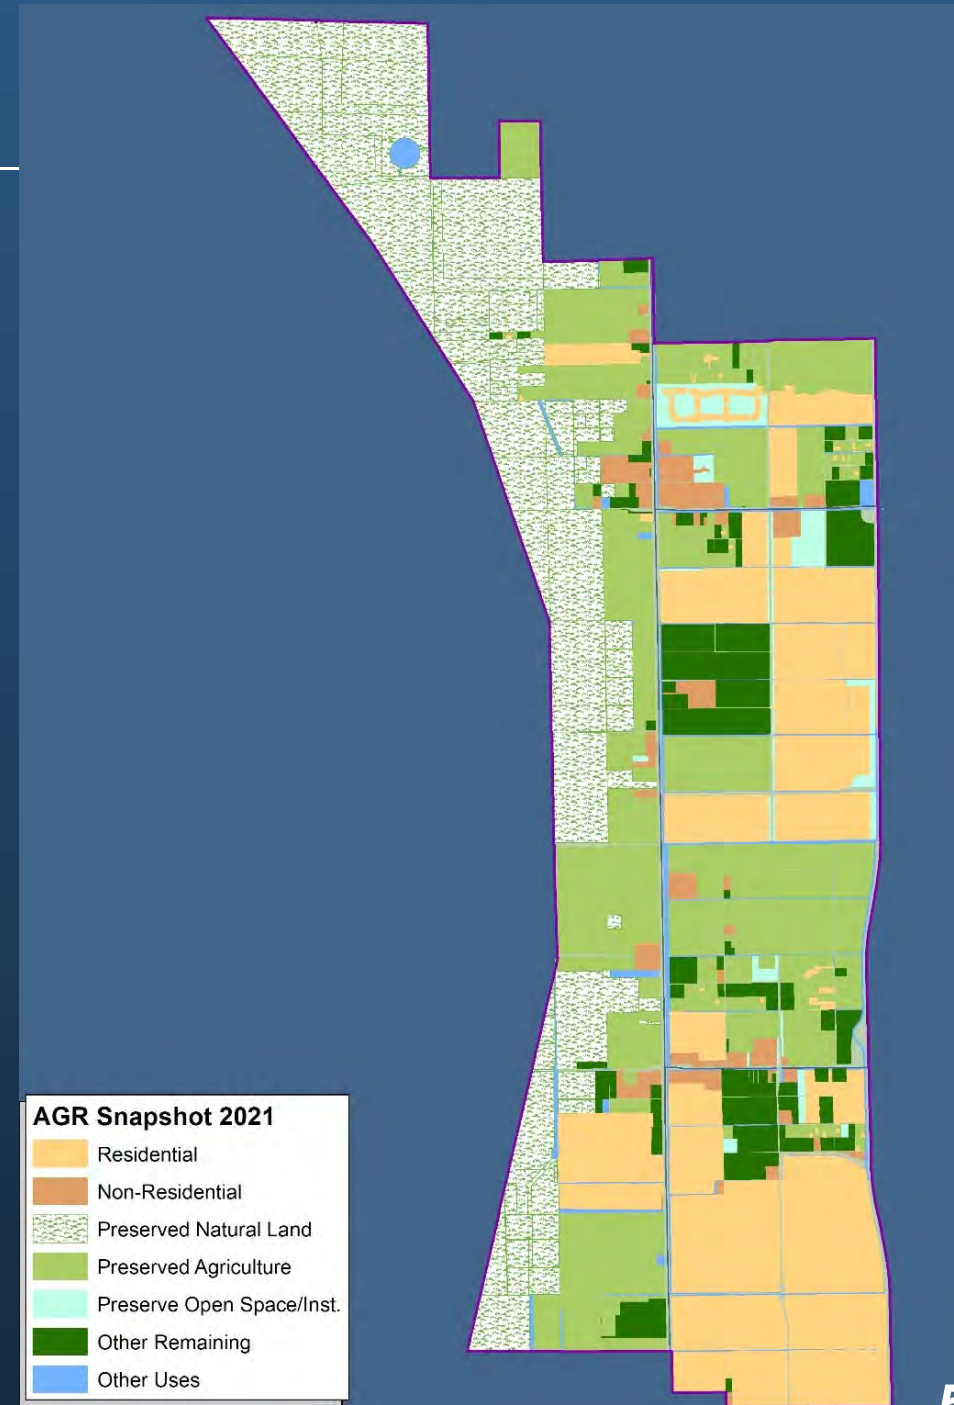 AGR Snapshot 2021
Residential
Non-Residential
Preserved Natural Land
Preserved Agriculture
Preserve Open Space/Inst.
Other Remaining
Other Uses